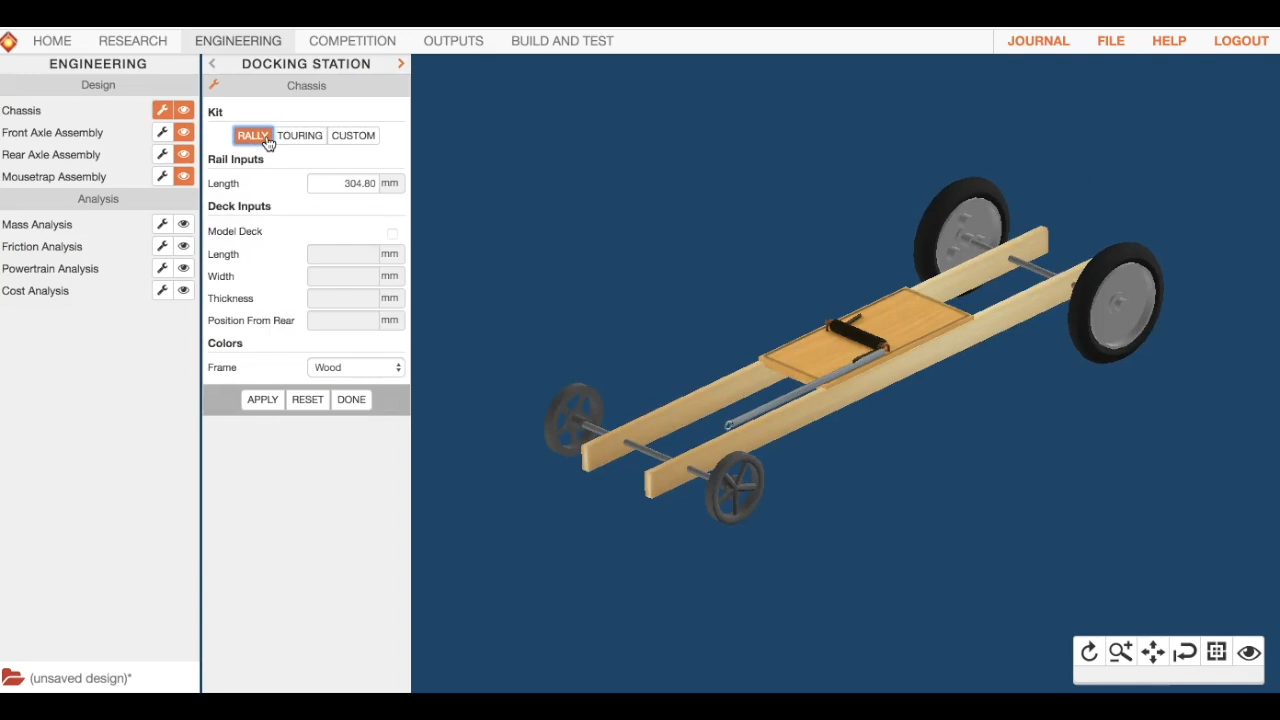 HOME RESEARCH ENGINEERING COMPETITION OUTPUTS BUILD AND TEST JOURNAL FILE HELP LOGOUT
ENGINEERING
Design
Chassis
Front Axle Assembly
Rear Axle Assembly
Mousetrap Assembly
Analysis
Mass Analysis
Friction Analysis
Powertrain Analysis
Cost Analysis
(unsaved design)*
DOCKING STATION
Chassis
Kit
RALLY TOURING CUSTOM
Rail Inputs
Length 304.80 mm
Deck Inputs
Model Deck
Length mm
Width mm
Thickness mm
Position From Rear mm
Colors
Frame Wood
APPLY RESET DONE